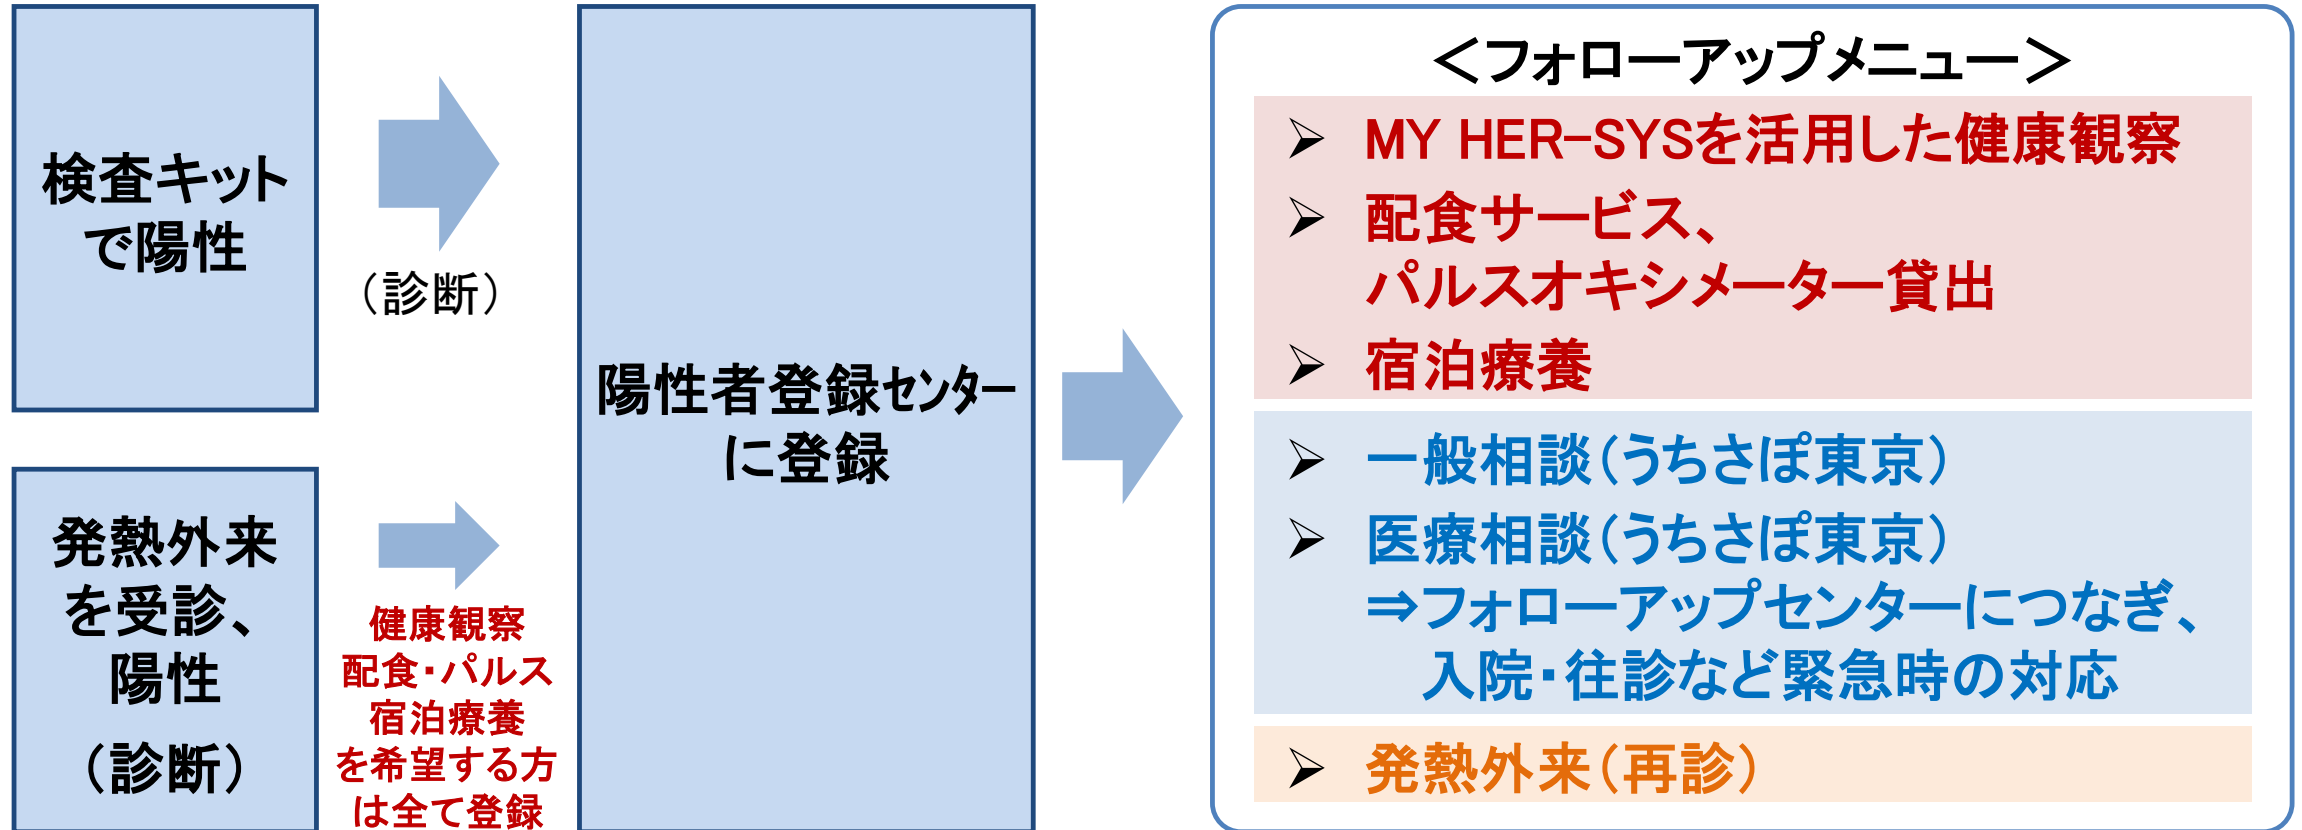 検査キット
で陽性
(診断)
発熱外来
を受診、
陽性
(診断)
健康観察
配食・パルス
宿泊療養
を希望する方
は全て登録
陽性者登録センター
に登録
＜フォローアップメニュー＞
➢ MY HER-SYSを活用した健康観察
➢ 配食サービス、
パルスオキシメーター貸出
➢ 宿泊療養
➢ 一般相談(うちさぽ東京)
➢ 医療相談(うちさぽ東京)
⇒フォローアップセンターにつなぎ、
入院・往診など緊急時の対応
➢ 発熱外来(再診)